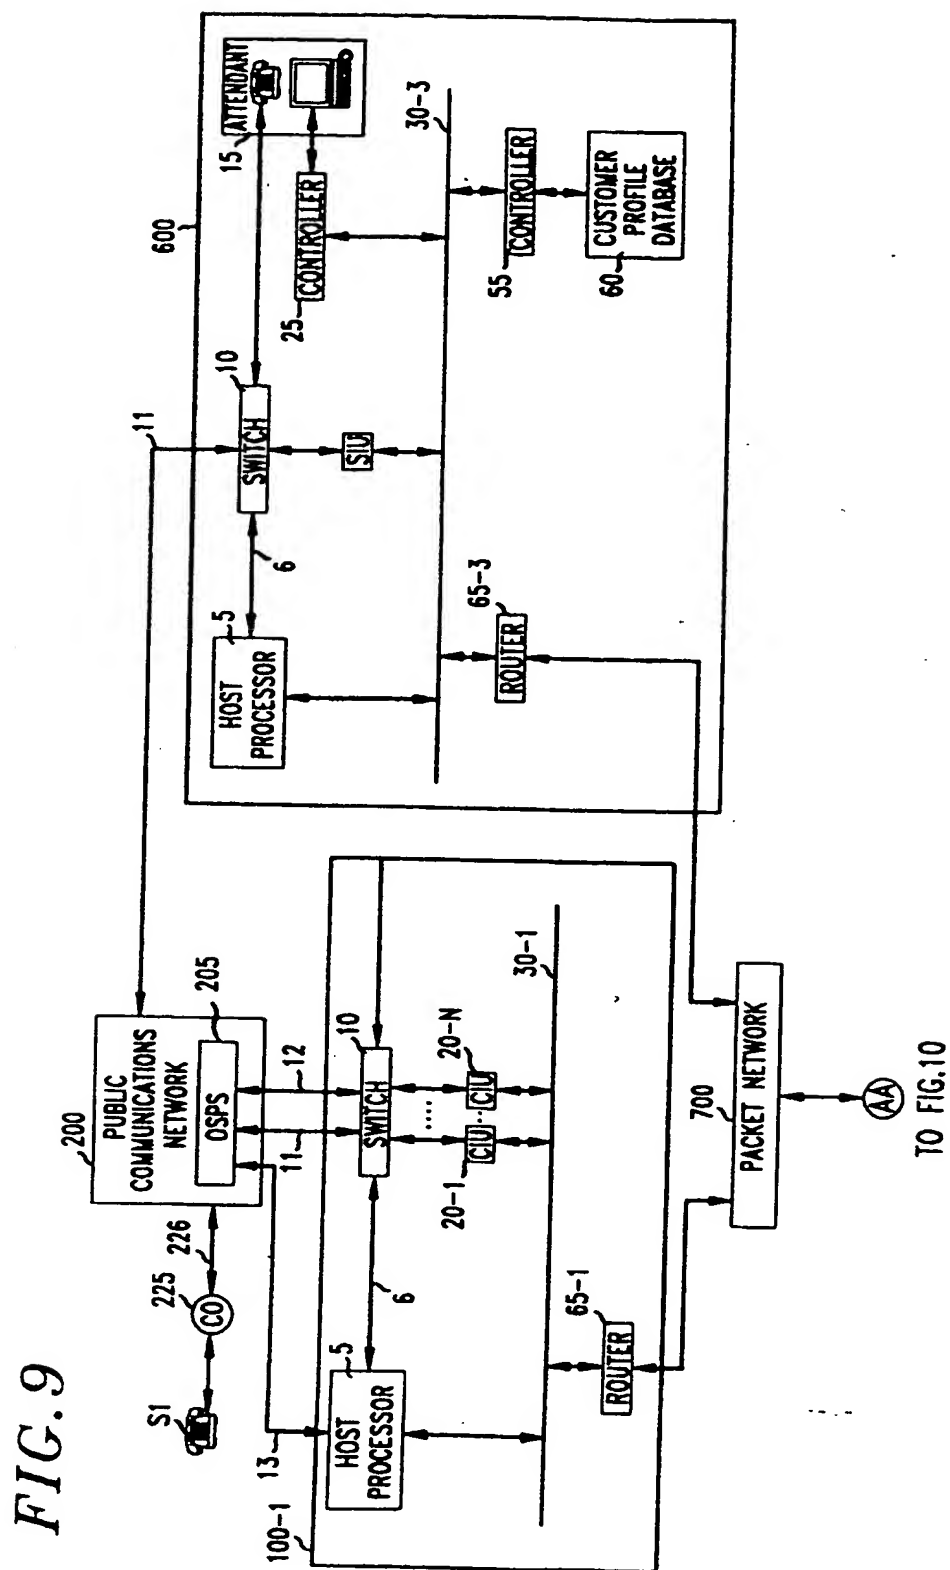 FIG. 9
S1
225
CO
226
200
PUBLIC
COMMUNICATIONS
NETWORK
205
OSPS
13
11
12
11
100-1
5
HOST
PROCESSOR
6
10
SWITCH
20-1
CIU
....
...
20-N
CIU
30-1
65-1
ROUTER
600
5
HOST
PROCESSOR
6
10
SWITCH
SIU
15
ATTENDANT
25
CONTROLLER
30-3
65-3
ROUTER
55
CONTROLLER
60
CUSTOMER
PROFILE
DATABASE
700
PACKET NETWORK
AA
TO FIG.10